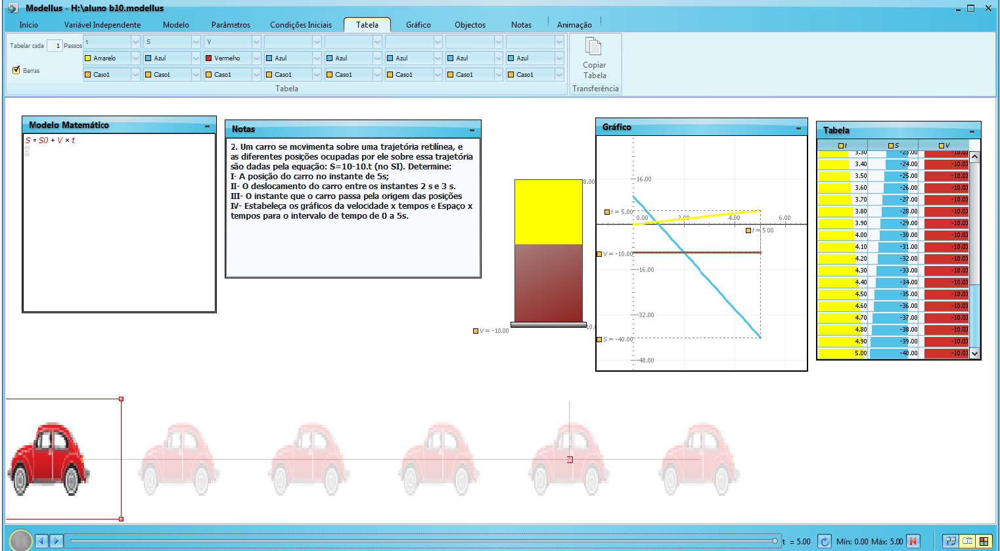 Modellus - H:\aluno b10.modellus
Início Variável Independente Modelo Parâmetros Condições Iniciais Tabela Gráfico Objectos Notas Animação
Tabelar cada 1 Passos
Barras
t S V
Amarelo Azul Vermelho Azul Azul Azul Azul Azul
Caso1 Caso1 Caso1 Caso1 Caso1 Caso1 Caso1 Caso1
Tabela
Copiar
Tabela
Transferência
Modelo Matemático
S = S0 + V × t
Notas
2. Um carro se movimenta sobre uma trajetória retilínea, e
as diferentes posições ocupadas por ele sobre essa trajetória
são dadas pela equação: S=10-10.t (no SI). Determine:
I- A posição do carro no instante de 5s;
II- O deslocamento do carro entre os instantes 2 s e 3 s.
III- O instante que o carro passa pela origem das posições
IV- Estabeleça os gráficos da velocidade x tempos e Espaço x
tempos para o intervalo de tempo de 0 a 5s.
8.00
V = -10.00
Gráfico
16.00
t = 5.00
0.00 2.00 4.00 6.00
t = 5.00
V = -10.00
-16.00
-32.00
S = -40.00
-48.00
Tabela
t S V
3.30 -23.00 -10.00
3.40 -24.00 -10.00
3.50 -25.00 -10.00
3.60 -26.00 -10.00
3.70 -27.00 -10.00
3.80 -28.00 -10.00
3.90 -29.00 -10.00
4.00 -30.00 -10.00
4.10 -31.00 -10.00
4.20 -32.00 -10.00
4.30 -33.00 -10.00
4.40 -34.00 -10.00
4.50 -35.00 -10.00
4.60 -36.00 -10.00
4.70 -37.00 -10.00
4.80 -38.00 -10.00
4.90 -39.00 -10.00
5.00 -40.00 -10.00
t = 5.00 Mín: 0.00 Máx: 5.00